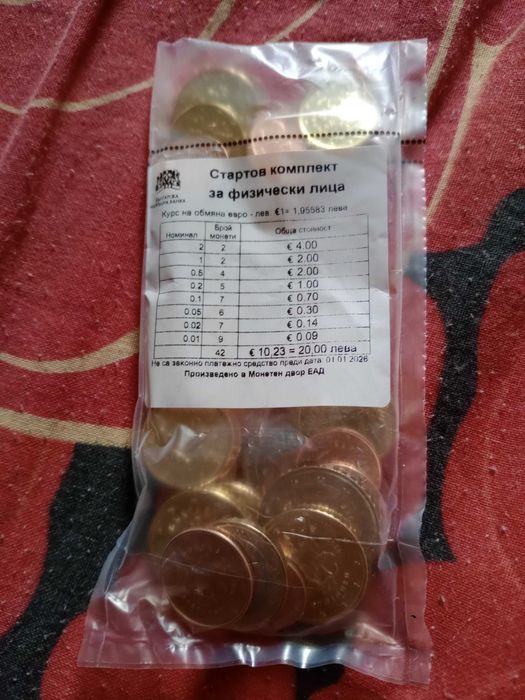 Стартов комплект
за физически лица
БЪЛГАРСКА
НАРОДНА БАНКА
Курс на обмяна евро - лев €1= 1,95583 лева
Номинал Брой монети Обща стойност
2 2 € 4.00
1 2 € 2.00
0.5 4 € 2.00
0.2 5 € 1.00
0.1 7 € 0.70
0.05 6 € 0.30
0.02 7 € 0.14
0.01 9 € 0.09
42 € 10,23 = 20,00 лева
Не са законно платежно средство преди дата: 01.01.2026
Произведено в Монетен двор ЕАД